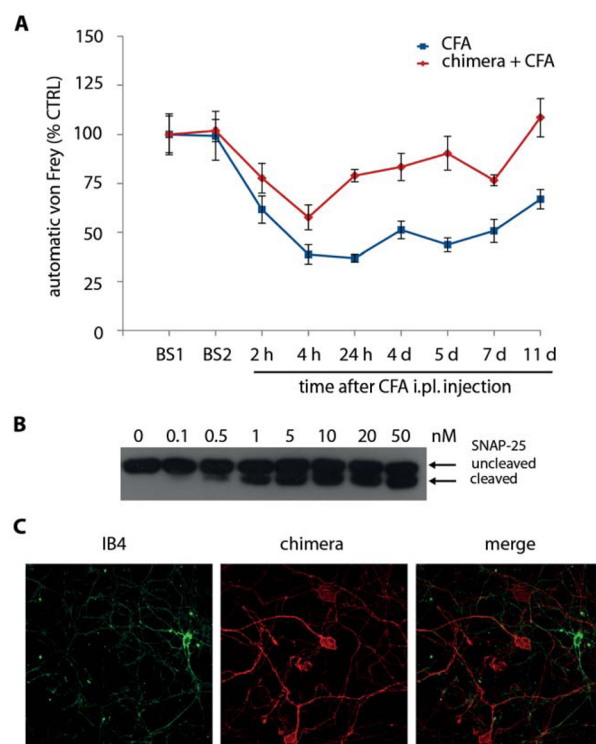 A
150
125
100
75
50
25
0
automatic von Frey (% CTRL)
CFA
chimera + CFA
BS1 BS2 2 h 4 h 24 h 4 d 5 d 7 d 11 d
time after CFA i.pl. injection
B
0 0.1 0.5 1 5 10 20 50 nM
SNAP-25
uncleaved
cleaved
C
IB4 chimera merge